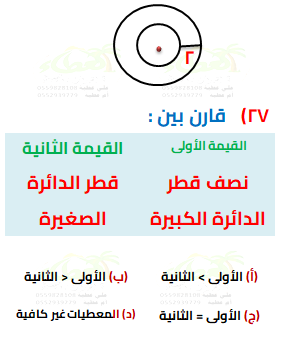 ٢
٢٧) قارن بين :
القيمة الأولى
القيمة الثانية
نصف قطر
الدائرة الكبيرة
قطر الدائرة
الصغيرة
(أ) الأولى > الثانية
(ب) الأولى < الثانية
(ج) الأولى = الثانية
(د) المعطيات غير كافية